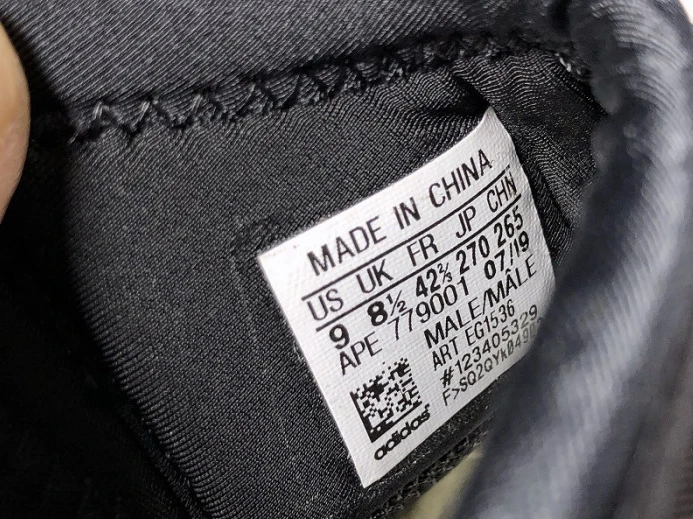 MADE IN CHINA
US UK FR JP CHN
9 8½ 42⅔ 270 265
APE 779001 07/19
MALE/MÂLE
ART EG1536
#123405329
adidas